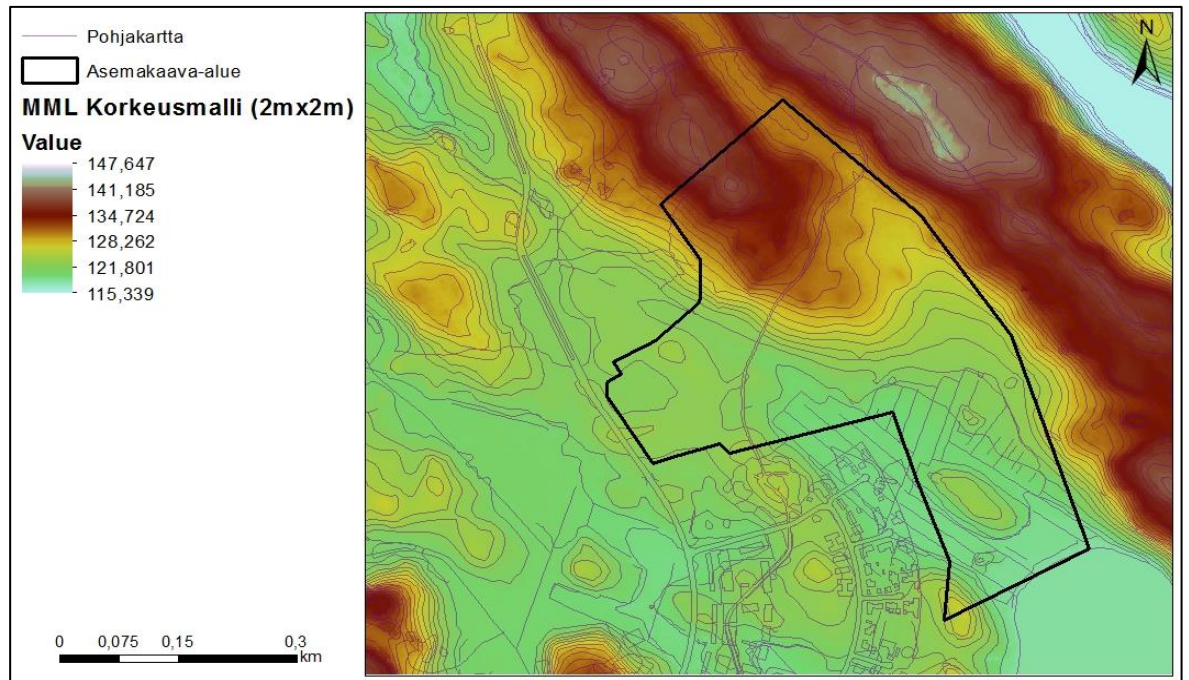 Pohjakartta
Asemakaava-alue
MML Korkeusmalli (2mx2m)
Value
147,647
141,185
134,724
128,262
121,801
115,339
N
0 0,075 0,15 0,3
km